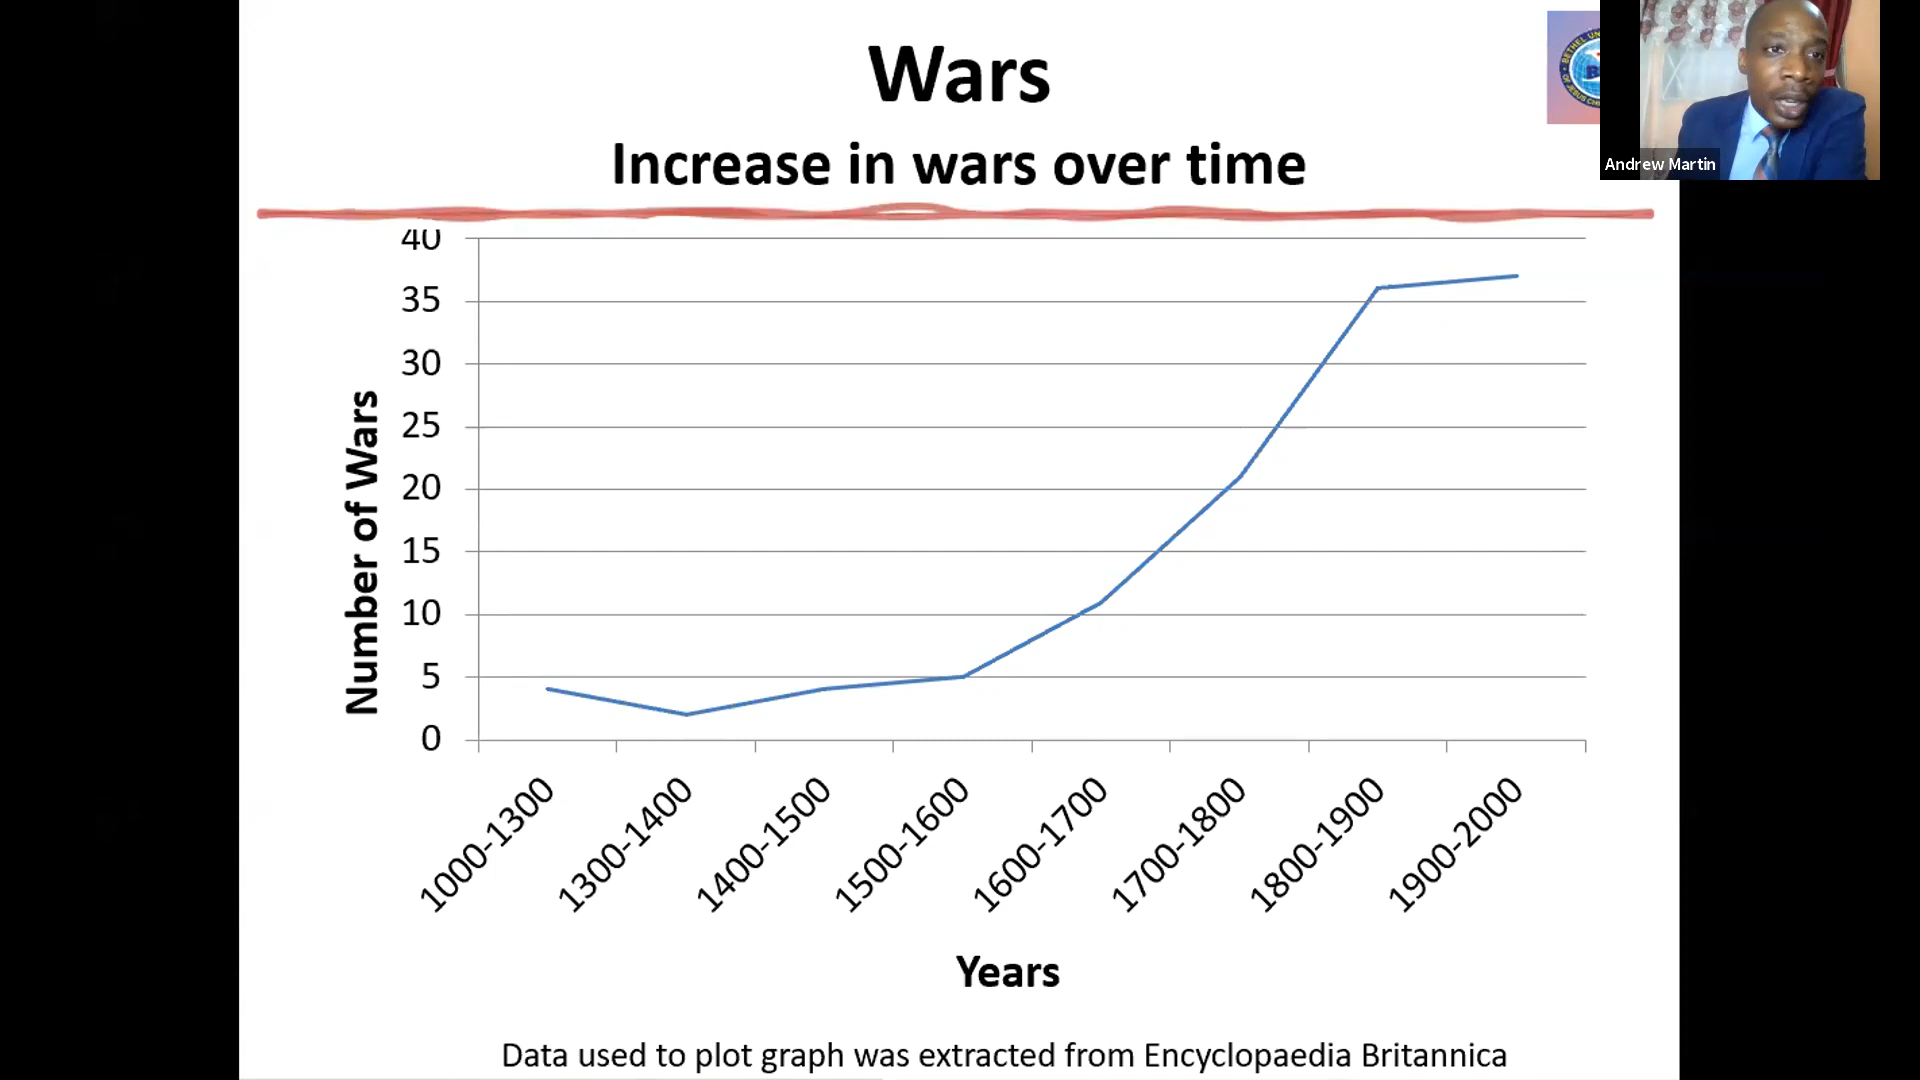 Wars
Increase in wars over time
Andrew Martin
40
35
30
25
20
15
10
5
0
Number of Wars
1000-1300
1300-1400
1400-1500
1500-1600
1600-1700
1700-1800
1800-1900
1900-2000
Years
Data used to plot graph was extracted from Encyclopaedia Britannica